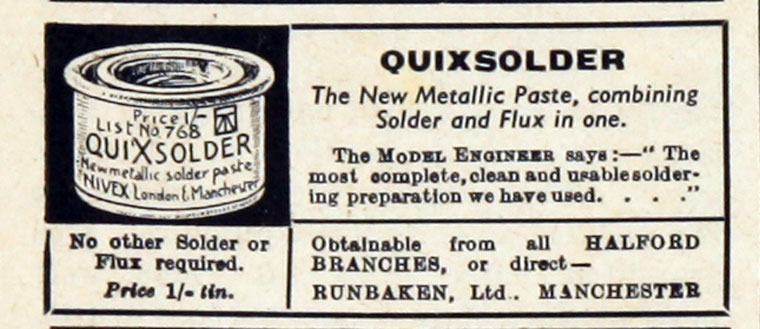 Price 1/-
List No. 768
QUIXSOLDER
New metallic solder paste
NIVEX London & Manchester
No other Solder or
Flux required.
Price 1/- tin.
QUIXSOLDER
The New Metallic Paste, combining
Solder and Flux in one.
The MODEL ENGINEER says:—" The
most complete, clean and usable solder-
ing preparation we have used. . . ."
Obtainable from all HALFORD
BRANCHES, or direct—
RUNBAKEN, Ltd., MANCHESTER